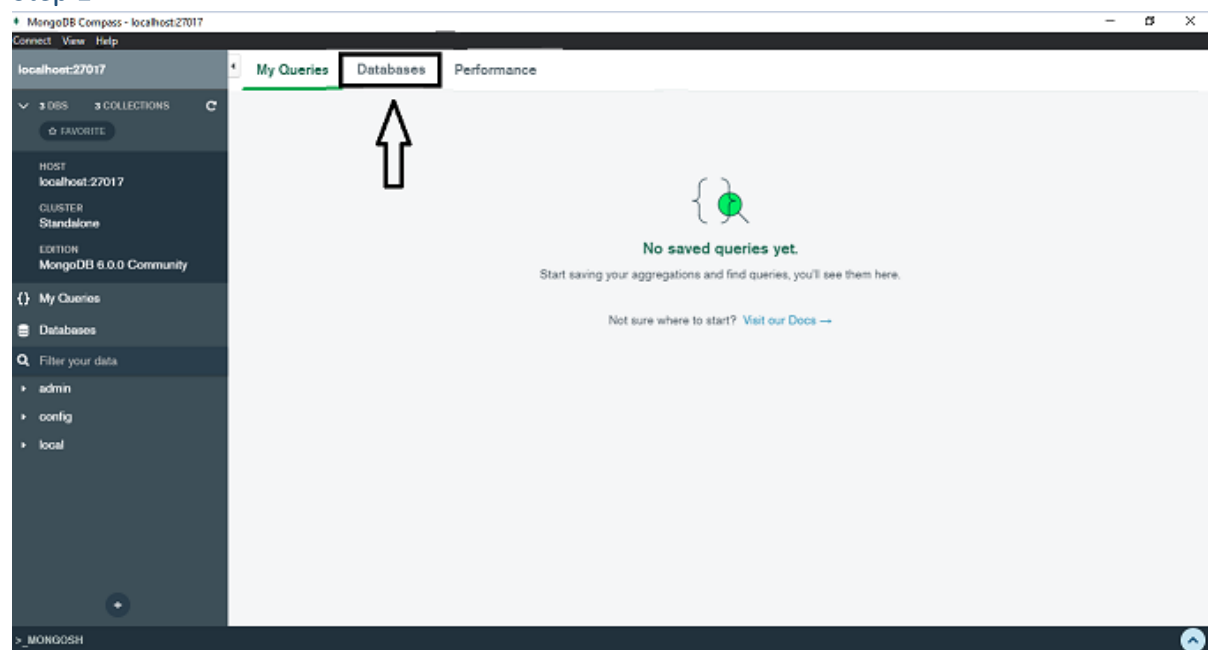 MongoDB Compass - localhost:27017
Connect View Help
localhost:27017
My Queries Databases Performance
3 DBS 3 COLLECTIONS
FAVORITE
HOST
localhost:27017
CLUSTER
Standalone
EDITION
MongoDB 6.0.0 Community
{} My Queries
Databases
Filter your data
admin
config
local
No saved queries yet.
Start saving your aggregations and find queries, you'll see them here.
Not sure where to start? Visit our Docs →
>_MONGOSH